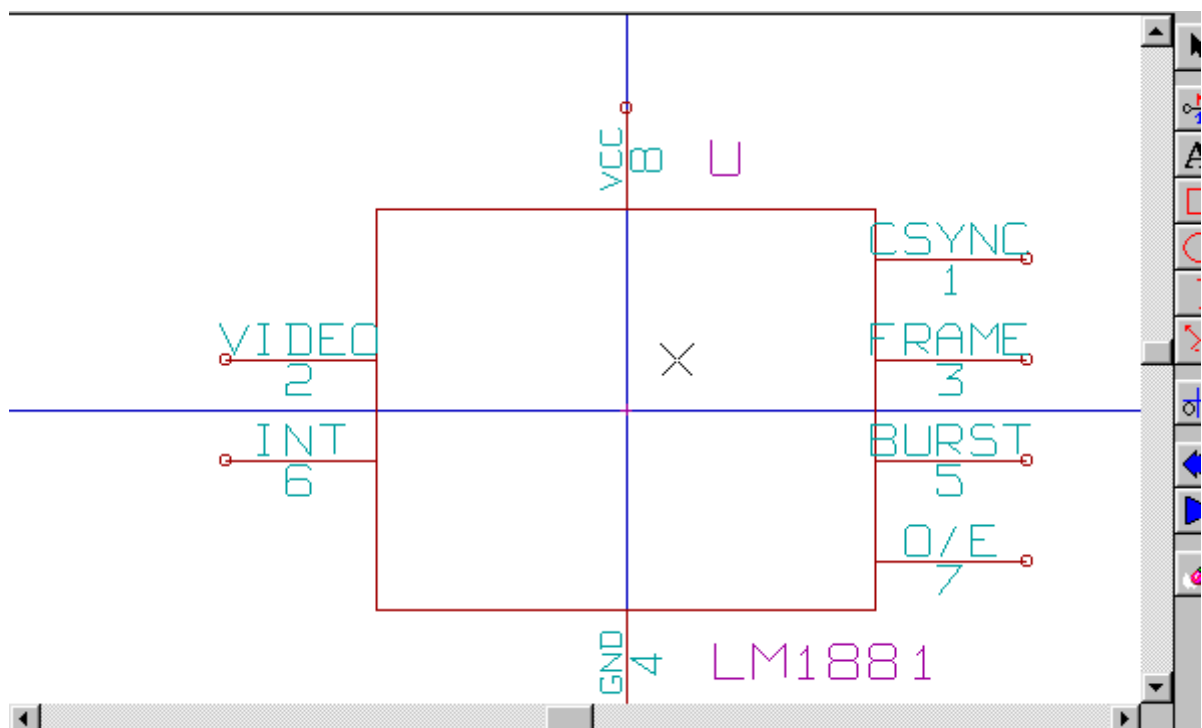 VCC
8
U
CSYNC
1
VIDEO
2
FRAME
3
INT
6
BURST
5
O/E
7
GND
4
LM1881
A